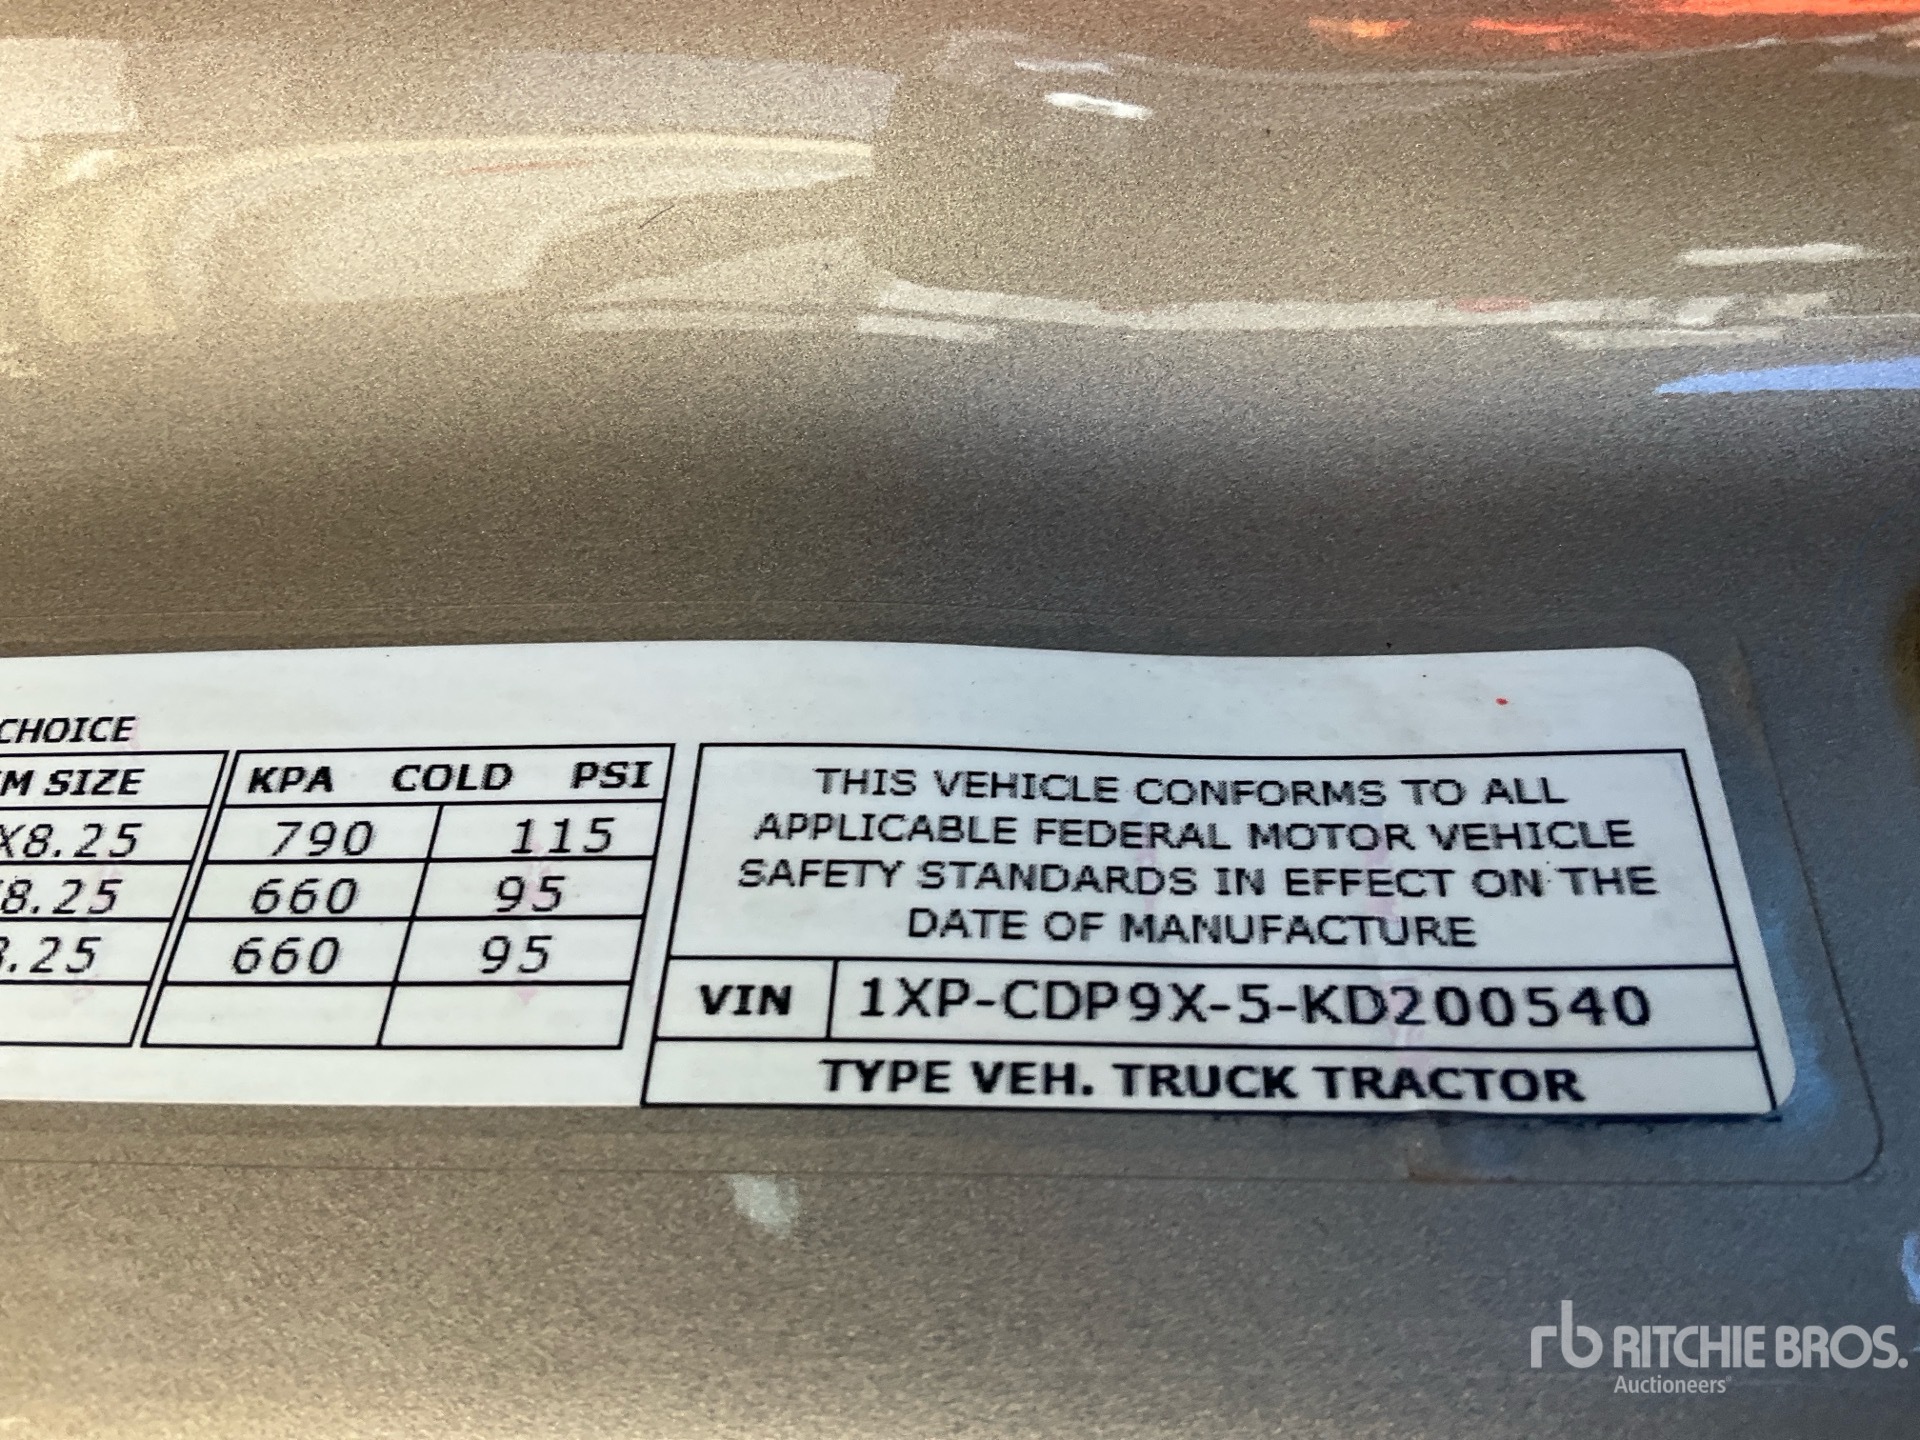 CHOICE
M SIZE KPA COLD PSI
X8.25 790 115
8.25 660 95
.25 660 95
THIS VEHICLE CONFORMS TO ALL
APPLICABLE FEDERAL MOTOR VEHICLE
SAFETY STANDARDS IN EFFECT ON THE
DATE OF MANUFACTURE
VIN 1XP-CDP9X-5-KD200540
TYPE VEH. TRUCK TRACTOR
rb RITCHIE BROS.
Auctioneers